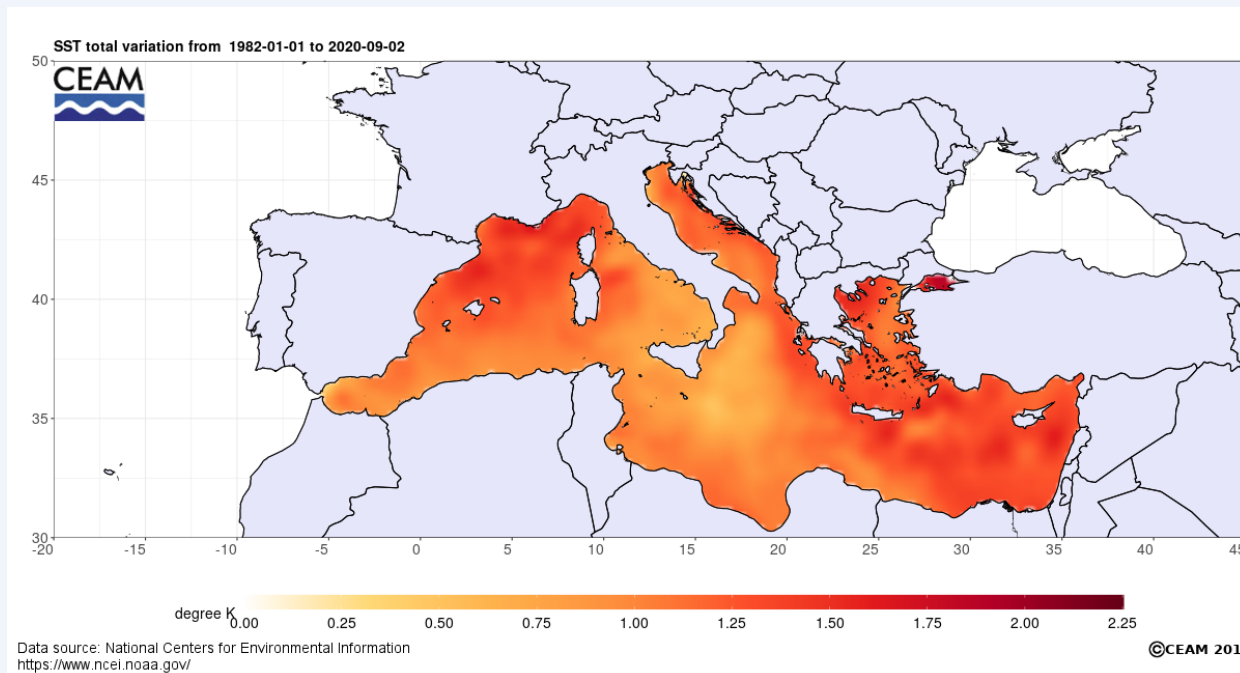 SST total variation from 1982-01-01 to 2020-09-02
CEAM
50
45
40
35
30
-20 -15 -10 -5 0 5 10 15 20 25 30 35 40 45
degree K
0.00 0.25 0.50 0.75 1.00 1.25 1.50 1.75 2.00 2.25
Data source: National Centers for Environmental Information
©CEAM 201
https://www.ncei.noaa.gov/